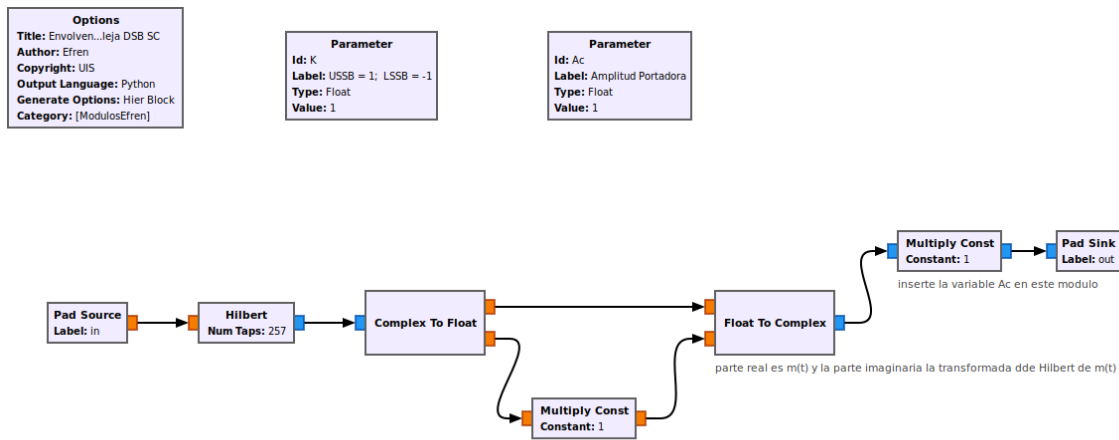 Options
Title: Envolven...leja DSB SC
Author: Efren
Copyright: UIS
Output Language: Python
Generate Options: Hier Block
Category: [ModulosEfren]
Parameter
Id: K
Label: USSB = 1; LSSB = -1
Type: Float
Value: 1
Parameter
Id: Ac
Label: Amplitud Portadora
Type: Float
Value: 1
Multiply Const
Constant: 1
Pad Sink
Label: out
inserte la variable Ac en este modulo
Pad Source
Label: in
Hilbert
Num Taps: 257
Complex To Float
Float To Complex
parte real es m(t) y la parte imaginaria la transformada dde Hilbert de m(t)
Multiply Const
Constant: 1